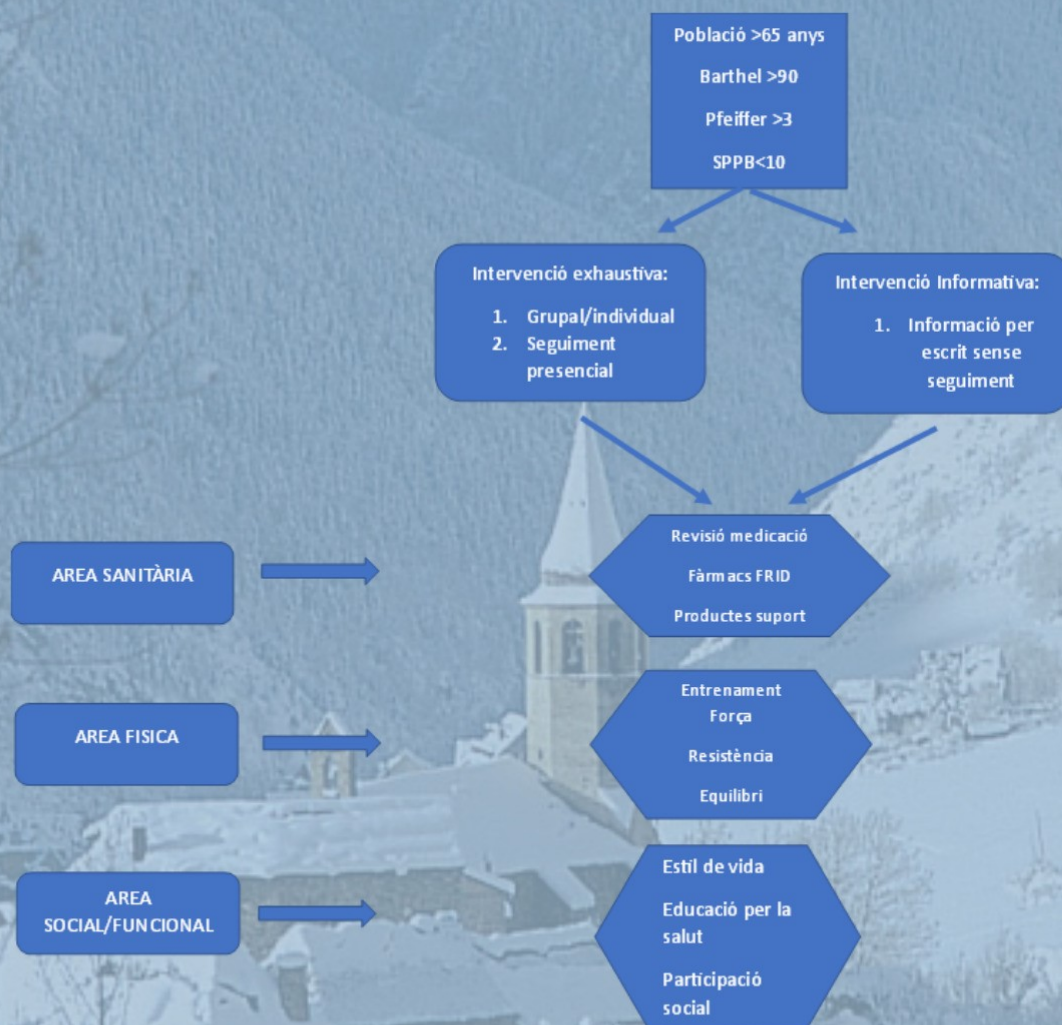 Població >65 anys
Barthel >90
Pfeiffer >3
SPPB<10
Intervenció exhaustiva:
1. Grupal/individual
2. Seguiment
presencial
Intervenció Informativa:
1. Informació per
escrit sense
seguiment
AREA SANITÀRIA
Revisió medicació
Fàrmacs FRID
Productes suport
AREA FISICA
Entrenament
Força
Resistència
Equilibri
AREA
SOCIAL/FUNCIONAL
Estil de vida
Educació per la
salut
Participació
social